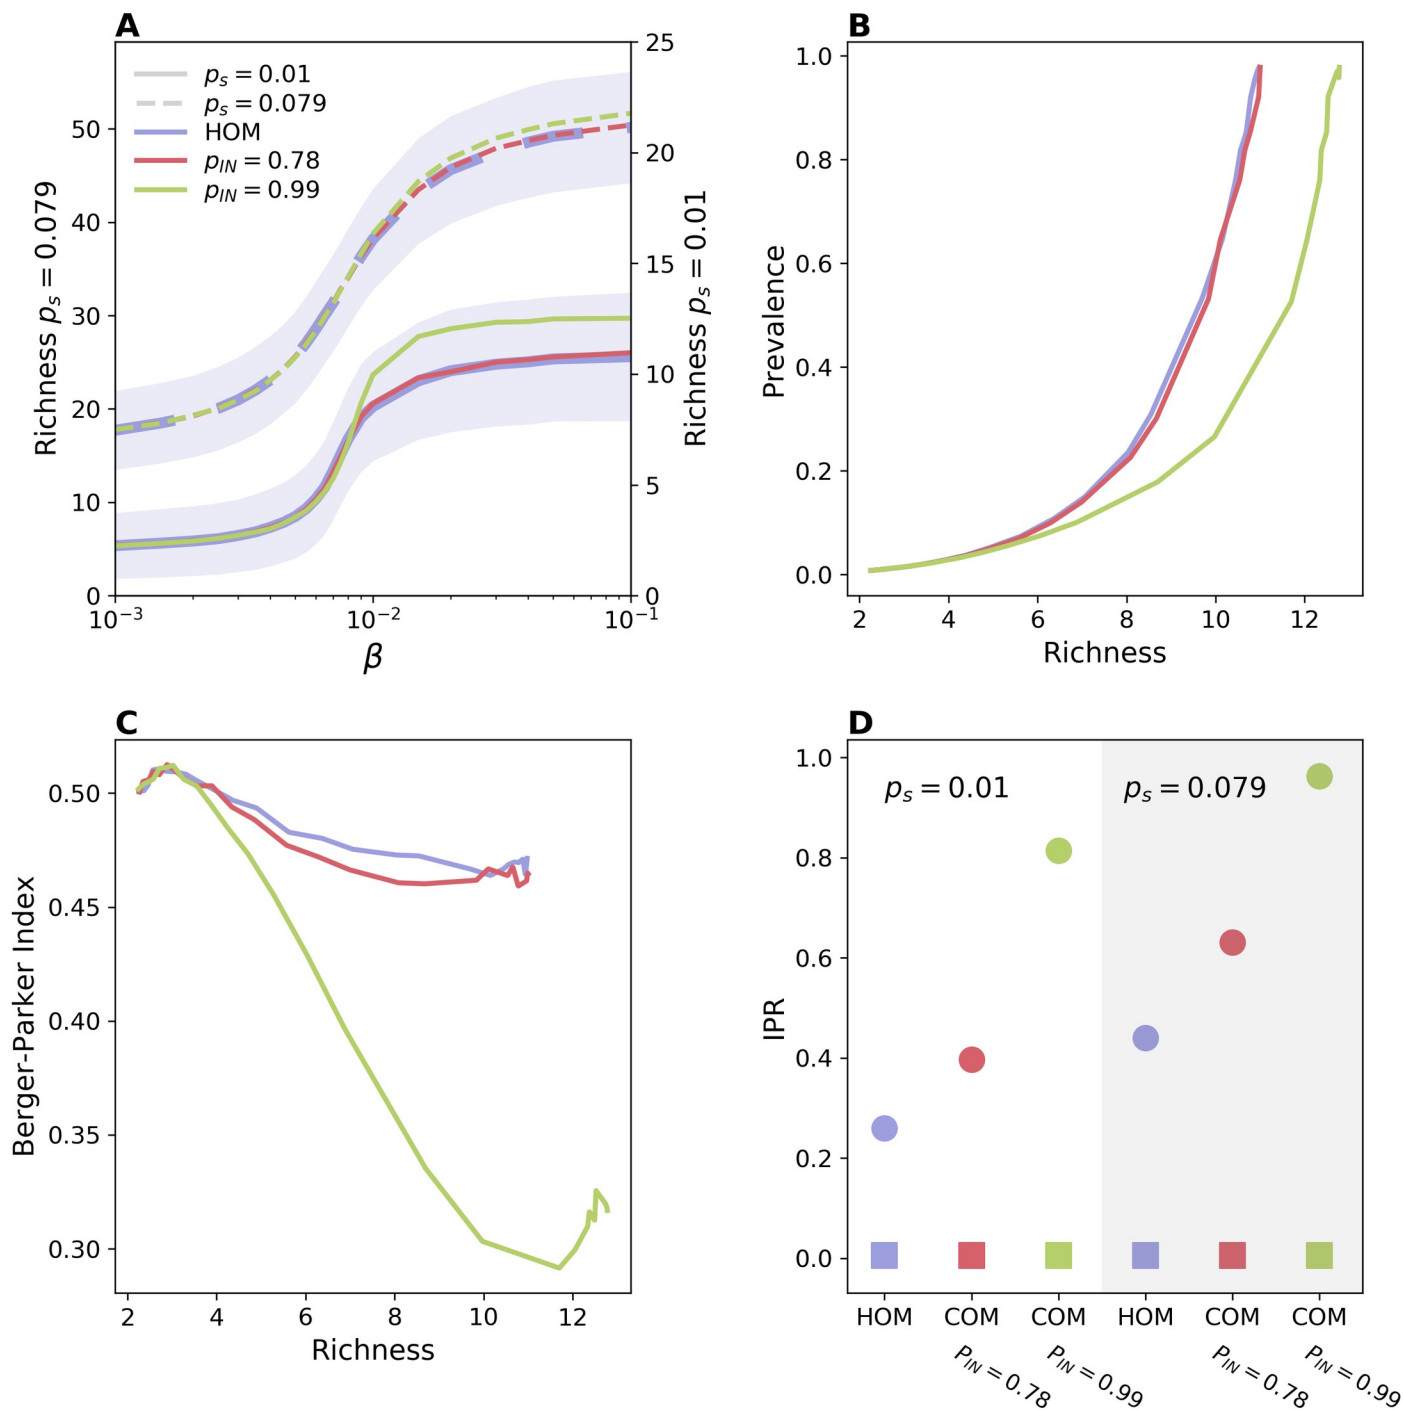 A
p_s = 0.01
p_s = 0.079
HOM
p_IN = 0.78
p_IN = 0.99
Richness p_s = 0.079
50
40
30
20
10
0
25
20
15
10
5
0
Richness p_s = 0.01
10^−3
10^−2
10^−1
β
B
Prevalence
1.0
0.8
0.6
0.4
0.2
0.0
2 4 6 8 10 12
Richness
C
Berger-Parker Index
0.50
0.45
0.40
0.35
0.30
2 4 6 8 10 12
Richness
D
p_s = 0.01
p_s = 0.079
IPR
1.0
0.8
0.6
0.4
0.2
0.0
HOM COM COM HOM COM COM
P_IN = 0.78 P_IN = 0.99 P_IN = 0.78 P_IN = 0.99